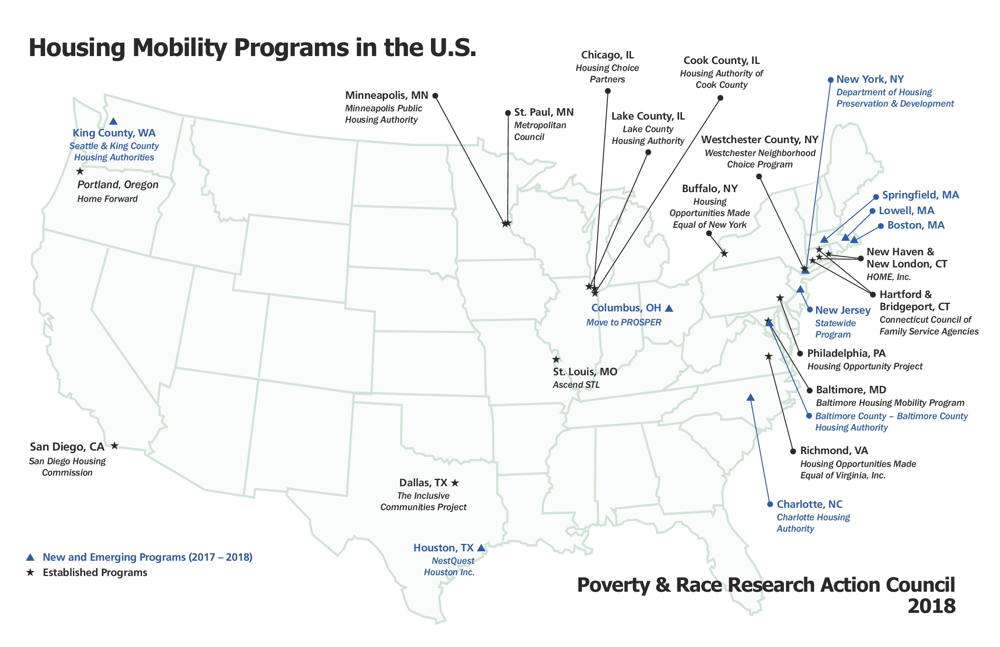 Housing Mobility Programs in the U.S.
Chicago, IL
Housing Choice
Partners
Cook County, IL
Housing Authority of
Cook County
New York, NY
Department of Housing
Preservation & Development
Minneapolis, MN
Minneapolis Public
Housing Authority
St. Paul, MN
Metropolitan
Council
Lake County, IL
Lake County
Housing Authority
King County, WA
Seattle & King County
Housing Authorities
Westchester County, NY
Westchester Neighborhood
Choice Program
Portland, Oregon
Home Forward
Buffalo, NY
Housing
Opportunities Made
Equal of New York
Springfield, MA
Lowell, MA
Boston, MA
New Haven &
New London, CT
HOME, Inc.
Hartford &
Bridgeport, CT
Connecticut Council of
Family Service Agencies
Columbus, OH
Move to PROSPER
New Jersey
Statewide
Program
Philadelphia, PA
Housing Opportunity Project
St. Louis, MO
Ascend STL
Baltimore, MD
Baltimore Housing Mobility Program
Baltimore County – Baltimore County
Housing Authority
San Diego, CA
San Diego Housing
Commission
Richmond, VA
Housing Opportunities Made
Equal of Virginia, Inc.
Dallas, TX
The Inclusive
Communities Project
Charlotte, NC
Charlotte Housing
Authority
Houston, TX
NestQuest
Houston Inc.
New and Emerging Programs (2017 – 2018)
Established Programs
Poverty & Race Research Action Council
2018